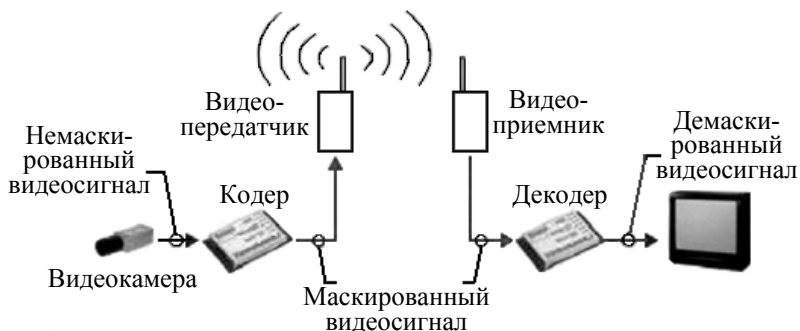 Видео-
передатчик
Видео-
приемник
Немаски-
рованный
видеосигнал
Демаски-
рованный
видеосигнал
Кодер
Декодер
Видеокамера
Маскированный
видеосигнал